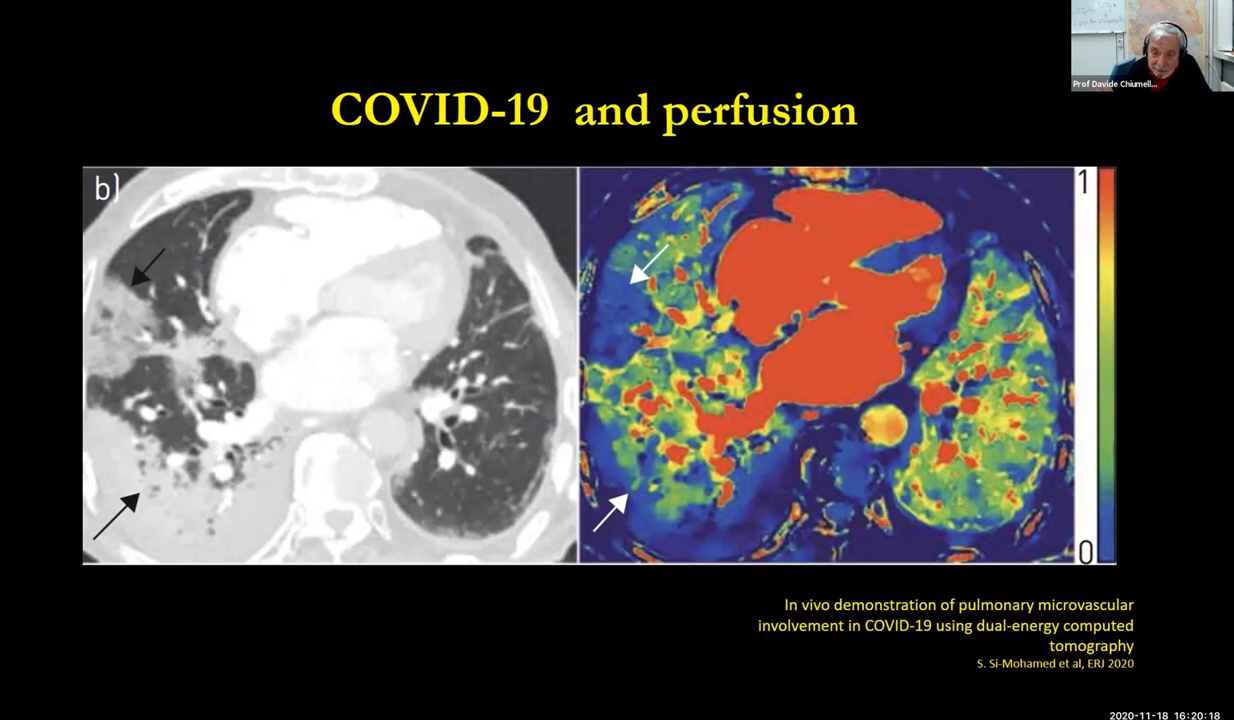 Prof Davide Chiumell...
COVID-19 and perfusion
b)
1
0
In vivo demonstration of pulmonary microvascular
involvement in COVID-19 using dual-energy computed
tomography
S. Si-Mohamed et al, ERJ 2020
2020-11-18 16:20:18